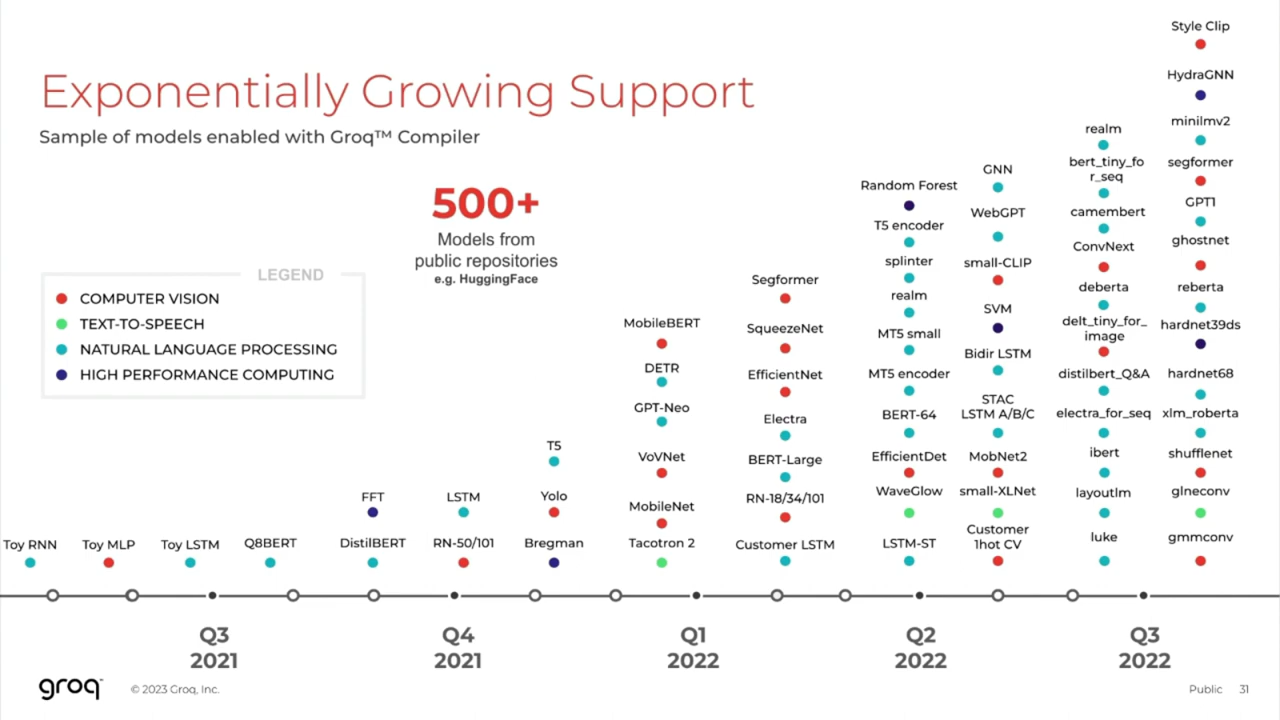 Exponentially Growing Support
Sample of models enabled with Groq™ Compiler
500+
Models from
public repositories
e.g. HuggingFace
LEGEND
COMPUTER VISION
TEXT-TO-SPEECH
NATURAL LANGUAGE PROCESSING
HIGH PERFORMANCE COMPUTING
Toy RNN
Toy MLP
Toy LSTM
Q8BERT
FFT
DistilBERT
LSTM
RN-50/101
T5
Yolo
Bregman
MobileBERT
DETR
GPT-Neo
VoVNet
MobileNet
Tacotron 2
Segformer
SqueezeNet
EfficientNet
Electra
BERT-Large
RN-18/34/101
Customer LSTM
Random Forest
T5 encoder
splinter
realm
MT5 small
MT5 encoder
BERT-64
EfficientDet
WaveGlow
LSTM-ST
GNN
WebGPT
small-CLIP
SVM
Bidir LSTM
STAC
LSTM A/B/C
MobNet2
small-XLNet
Customer
1hot CV
realm
bert_tiny_fo
r_seq
camembert
ConvNext
deberta
delt_tiny_for_
image
distilbert_Q&A
electra_for_seq
ibert
layoutlm
luke
Style Clip
HydraGNN
minilmv2
segformer
GPT1
ghostnet
reberta
hardnet39ds
hardnet68
xlm_roberta
shufflenet
glneconv
gmmconv
Q3
2021
Q4
2021
Q1
2022
Q2
2022
Q3
2022
groq™
© 2023 Groq, Inc.
Public 31